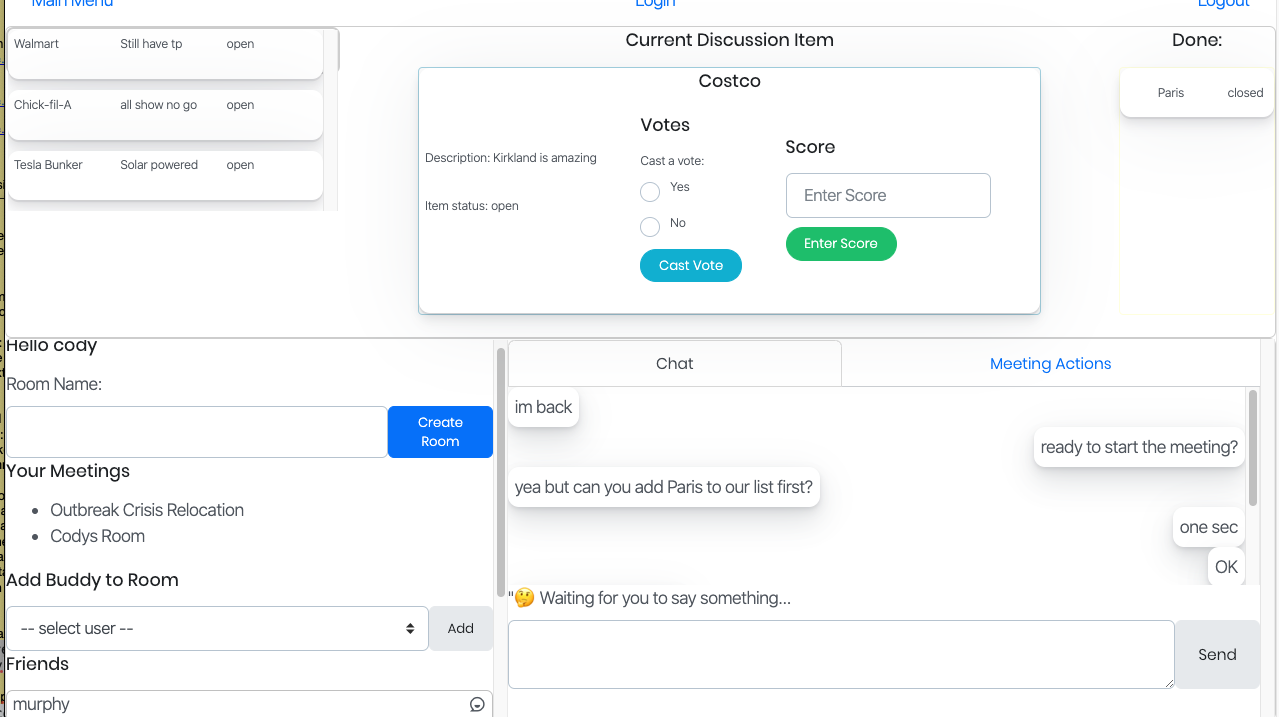 Main Menu
Login
Logout
Walmart Still have tp open
Chick-fil-A all show no go open
Tesla Bunker Solar powered open
Current Discussion Item
Costco
Description: Kirkland is amazing
Item status: open
Votes
Cast a vote:
Yes
No
Cast Vote
Score
Enter Score
Enter Score
Done:
Paris closed
Hello cody
Room Name:
Create
Room
Your Meetings
Outbreak Crisis Relocation
Codys Room
Add Buddy to Room
-- select user --
Add
Friends
murphy
Chat
Meeting Actions
im back
ready to start the meeting?
yea but can you add Paris to our list first?
one sec
OK
"🤔 Waiting for you to say something...
Send